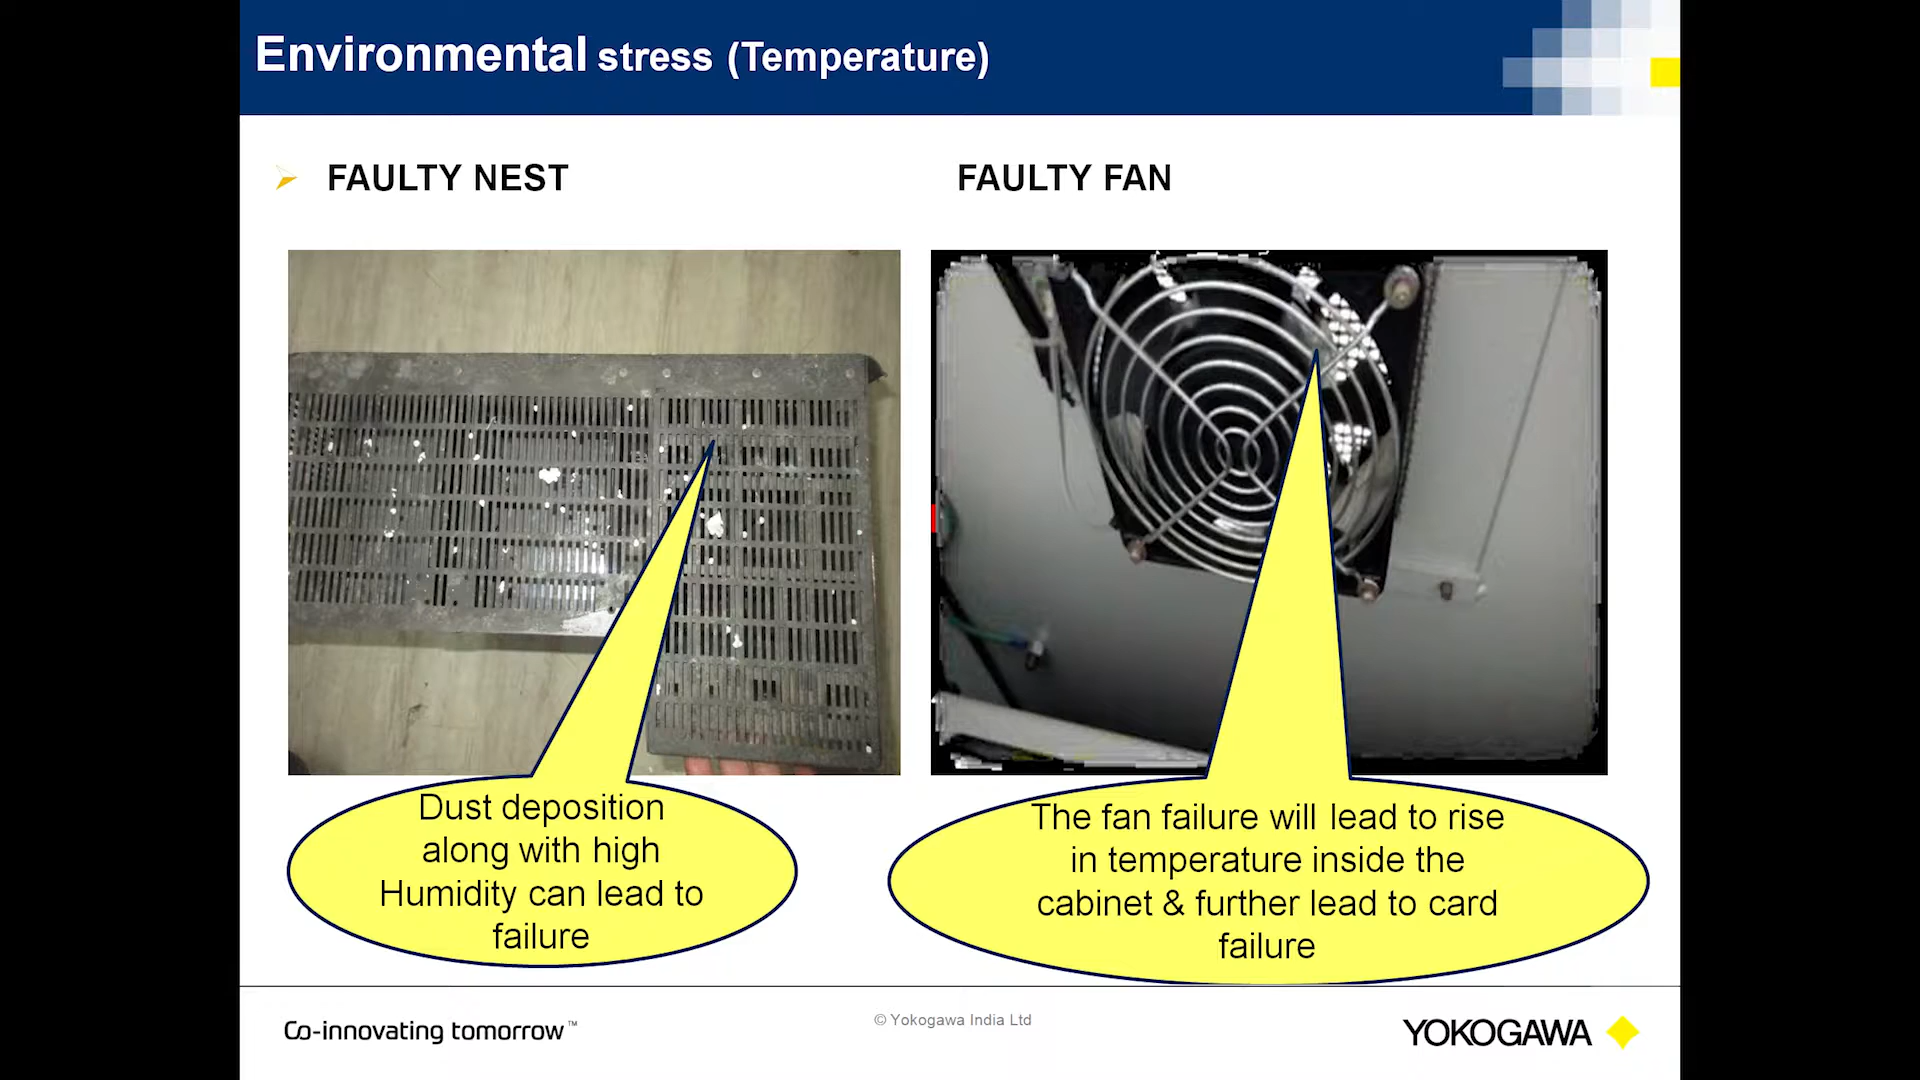 Environmental stress (Temperature)
FAULTY NEST
FAULTY FAN
Dust deposition
along with high
Humidity can lead to
failure
The fan failure will lead to rise
in temperature inside the
cabinet & further lead to card
failure
Co-innovating tomorrow™
© Yokogawa India Ltd
YOKOGAWA